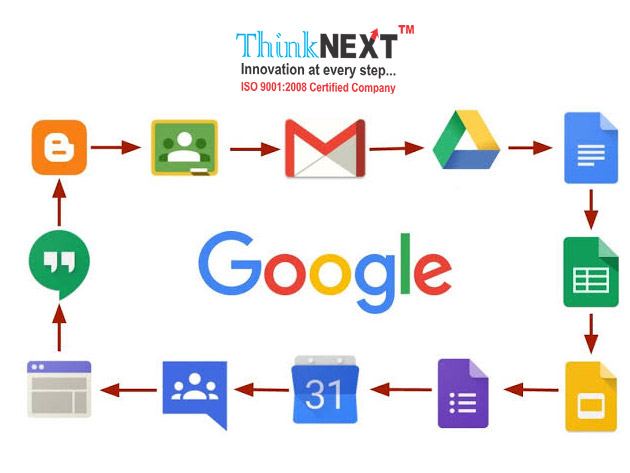 ThinkNEXT™
Innovation at every step...
ISO 9001:2008 Certified Company
Google
31